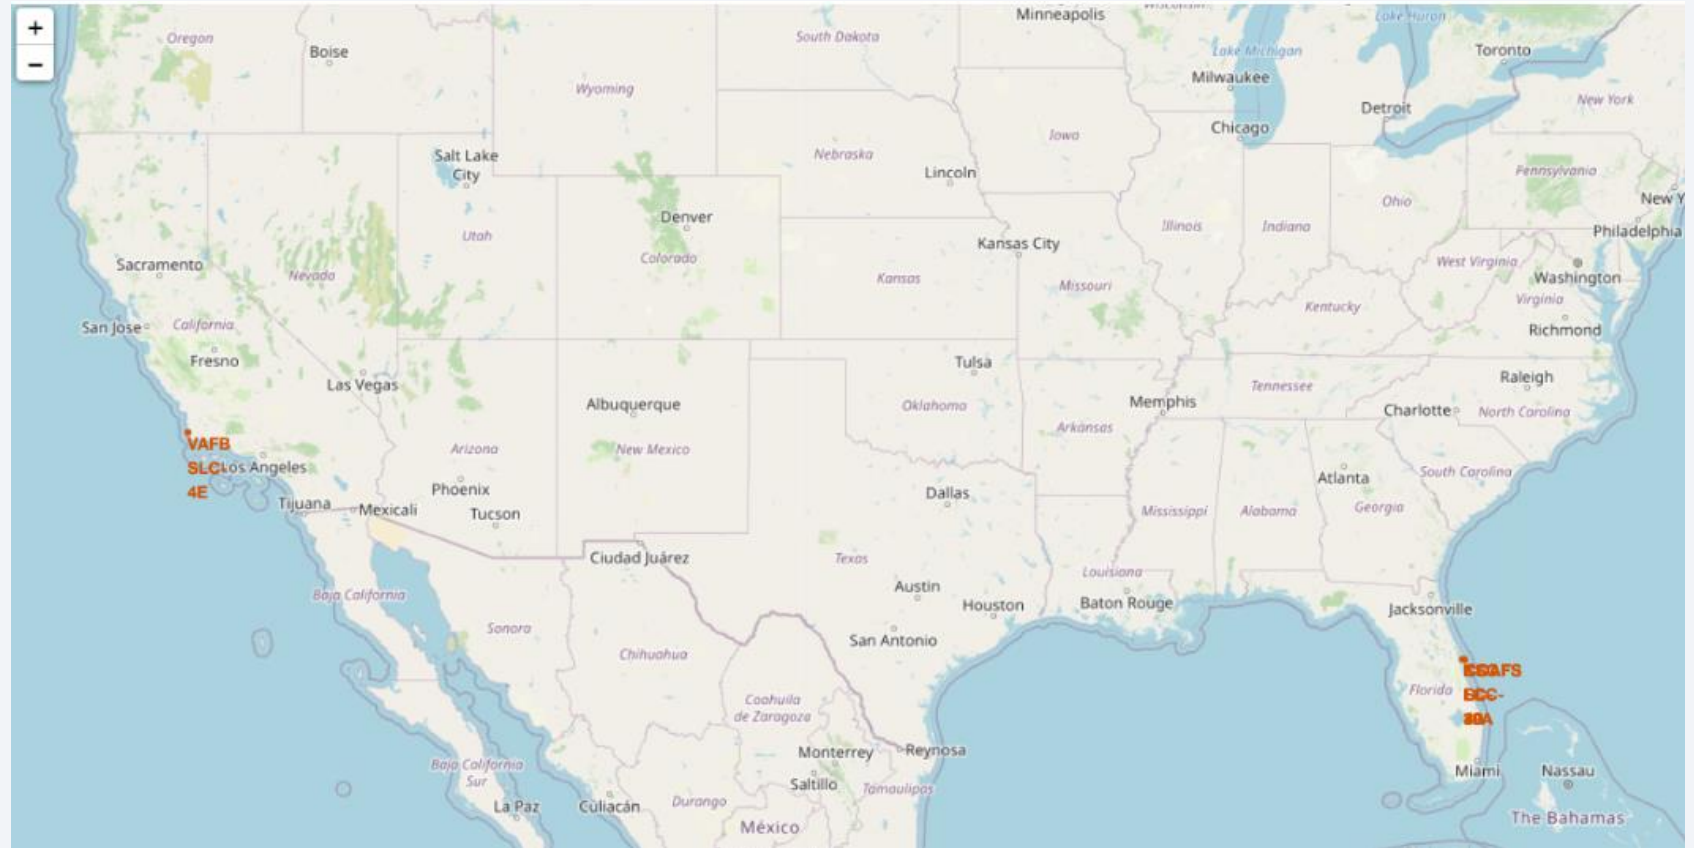 +
−
Oregon
Boise
South Dakota
Minneapolis
Wisconsin
Lake Huron
Lake Michigan
Toronto
Wyoming
Milwaukee
Detroit
New York
Chicago
Iowa
Salt Lake
City
Nebraska
Lincoln
Pennsylvania
Ohio
New Y
Denver
Utah
Illinois
Indiana
Philadelphia
Kansas City
Sacramento
Nevada
Colorado
Kansas
Missouri
West Virginia
Washington
Virginia
Kentucky
San Jose
California
Richmond
Fresno
Las Vegas
Tulsa
Tennessee
Raleigh
Albuquerque
Oklahoma
Memphis
Charlotte
North Carolina
Arkansas
VAFB
SLC-
4E
Los Angeles
Arizona
New Mexico
South Carolina
Atlanta
Phoenix
Dallas
Tijuana
Mexicali
Tucson
Mississippi
Alabama
Georgia
Ciudad Juárez
Texas
Louisiana
Baja California
Austin
Houston
Baton Rouge
Jacksonville
Sonora
San Antonio
Chihuahua
Florida
Coahuila
de Zaragoza
Monterrey
Reynosa
Baja California
Sur
Saltillo
Tamaulipas
Miami
Nassau
La Paz
Culiacán
Durango
México
The Bahamas